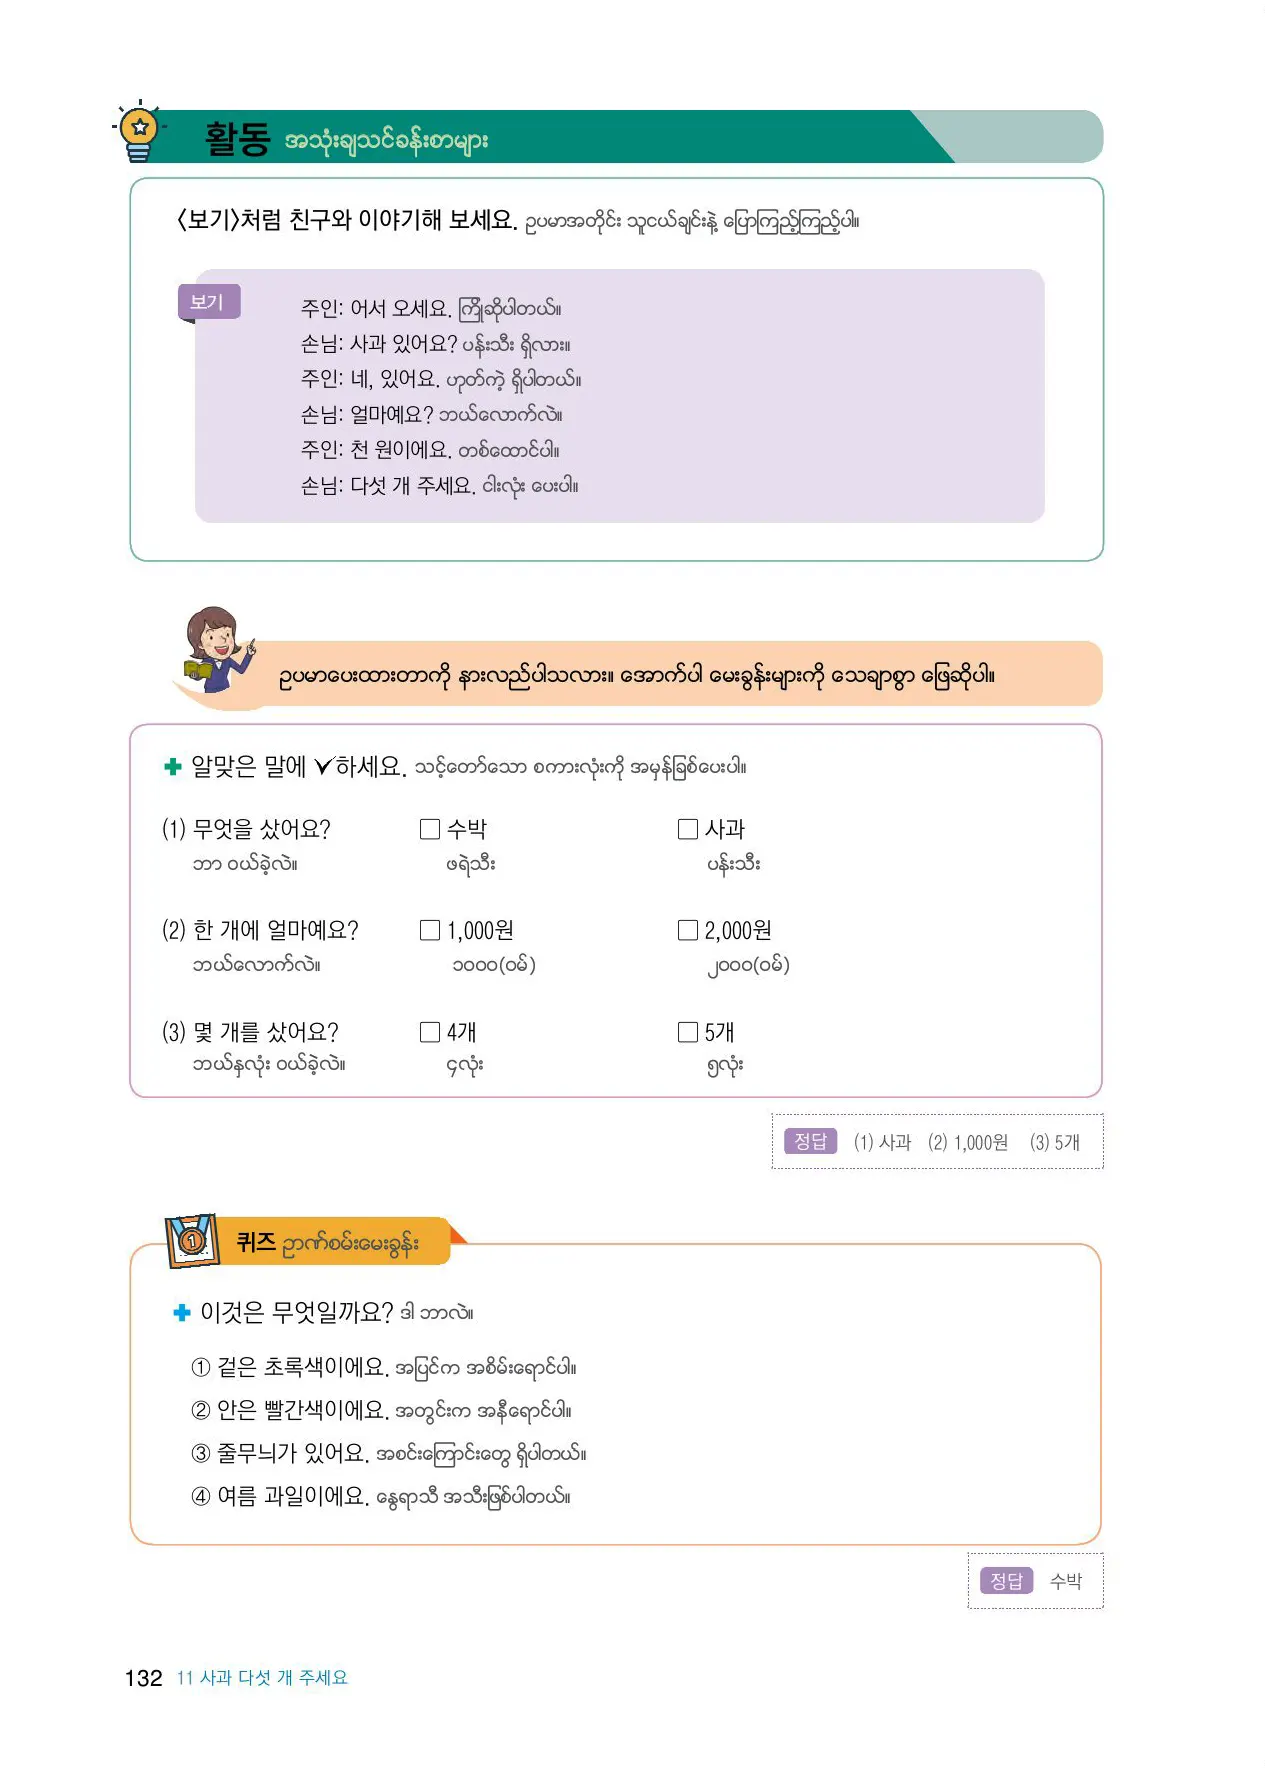 활동 အသုံးချသင်ခန်းစာများ
<보기>처럼 친구와 이야기해 보세요. ဥပမာအတိုင်း သူငယ်ချင်းနဲ့ ပြောကြည့်ကြည့်ပါ။
보기
주인: 어서 오세요. ကြိုဆိုပါတယ်။
손님: 사과 있어요? ပန်းသီး ရှိလား။
주인: 네, 있어요. ဟုတ်ကဲ့ ရှိပါတယ်။
손님: 얼마예요? ဘယ်လောက်လဲ။
주인: 천 원이에요. တစ်ထောင်ပါ။
손님: 다섯 개 주세요. ငါးလုံး ပေးပါ။
ဥပမာပေးထားတာကို နားလည်ပါသလား။ အောက်ပါ မေးခွန်းများကို သေချာစွာ ဖြေဆိုပါ။
알맞은 말에 ✓하세요. သင့်တော်သော စကားလုံးကို အမှန်ခြစ်ပေးပါ။
(1) 무엇을 샀어요? □ 수박 □ 사과
ဘာ ဝယ်ခဲ့လဲ။ ဖရဲသီး ပန်းသီး
(2) 한 개에 얼마예요? □ 1,000원 □ 2,000원
ဘယ်လောက်လဲ။ ၁၀၀၀(ဝမ်) ၂၀၀၀(ဝမ်)
(3) 몇 개를 샀어요? □ 4개 □ 5개
ဘယ်နှလုံး ဝယ်ခဲ့လဲ။ ၄လုံး ၅လုံး
정답 (1) 사과 (2) 1,000원 (3) 5개
퀴즈 ဉာဏ်စမ်းမေးခွန်း
이것은 무엇일까요? ဒါ ဘာလဲ။
① 겉은 초록색이에요. အပြင်က အစိမ်းရောင်ပါ။
② 안은 빨간색이에요. အတွင်းက အနီရောင်ပါ။
③ 줄무늬가 있어요. အစင်းကြောင်းတွေ ရှိပါတယ်။
④ 여름 과일이에요. နွေရာသီ အသီးဖြစ်ပါတယ်။
정답 수박
132 11 사과 다섯 개 주세요